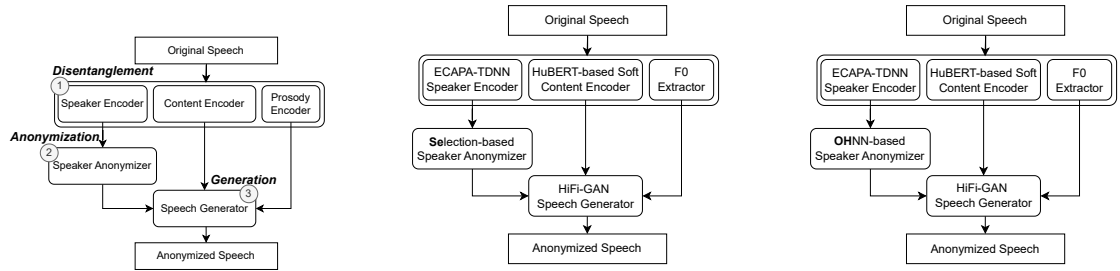 Original Speech
Disentanglement
1
Speaker Encoder
Content Encoder
Prosody
Encoder
Anonymization
2
Speaker Anonymizer
Generation
3
Speech Generator
Anonymized Speech
Original Speech
ECAPA-TDNN
Speaker Encoder
HuBERT-based Soft
Content Encoder
F0
Extractor
Selection-based
Speaker Anonymizer
HiFi-GAN
Speech Generator
Anonymized Speech
Original Speech
ECAPA-TDNN
Speaker Encoder
HuBERT-based Soft
Content Encoder
F0
Extractor
OHNN-based
Speaker Anonymizer
HiFi-GAN
Speech Generator
Anonymized Speech